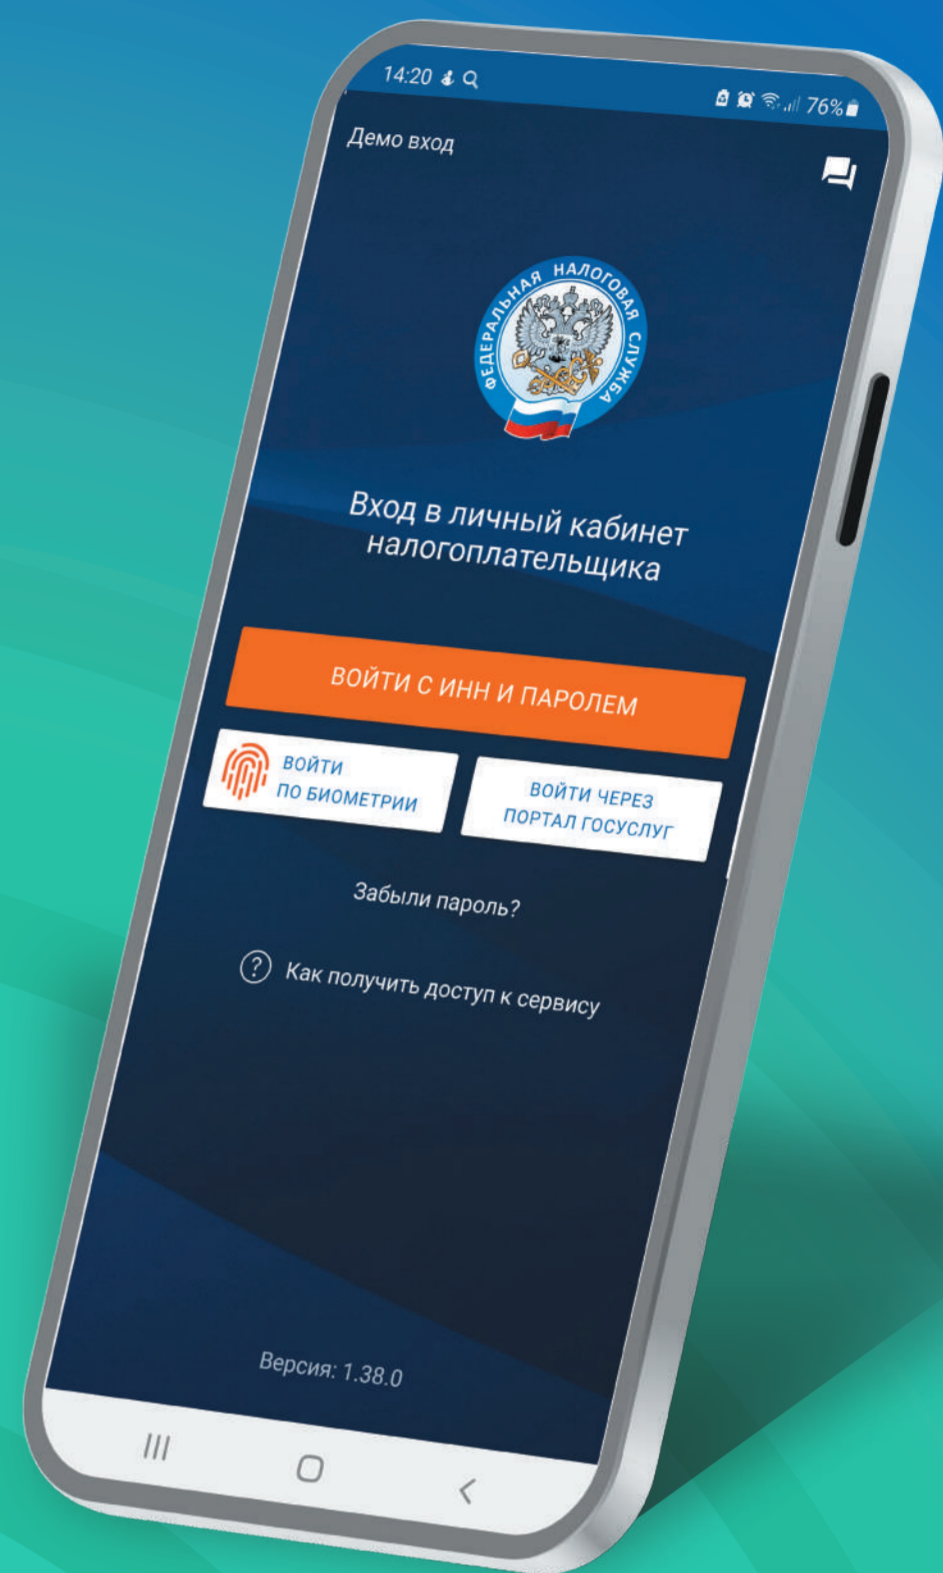 14:20
76%
Демо вход
ФЕДЕРАЛЬНАЯ НАЛОГОВАЯ СЛУЖБА
Вход в личный кабинет
налогоплательщика
ВОЙТИ С ИНН И ПАРОЛЕМ
ВОЙТИ
ПО БИОМЕТРИИ
ВОЙТИ ЧЕРЕЗ
ПОРТАЛ ГОСУСЛУГ
Забыли пароль?
? Как получить доступ к сервису
Версия: 1.38.0